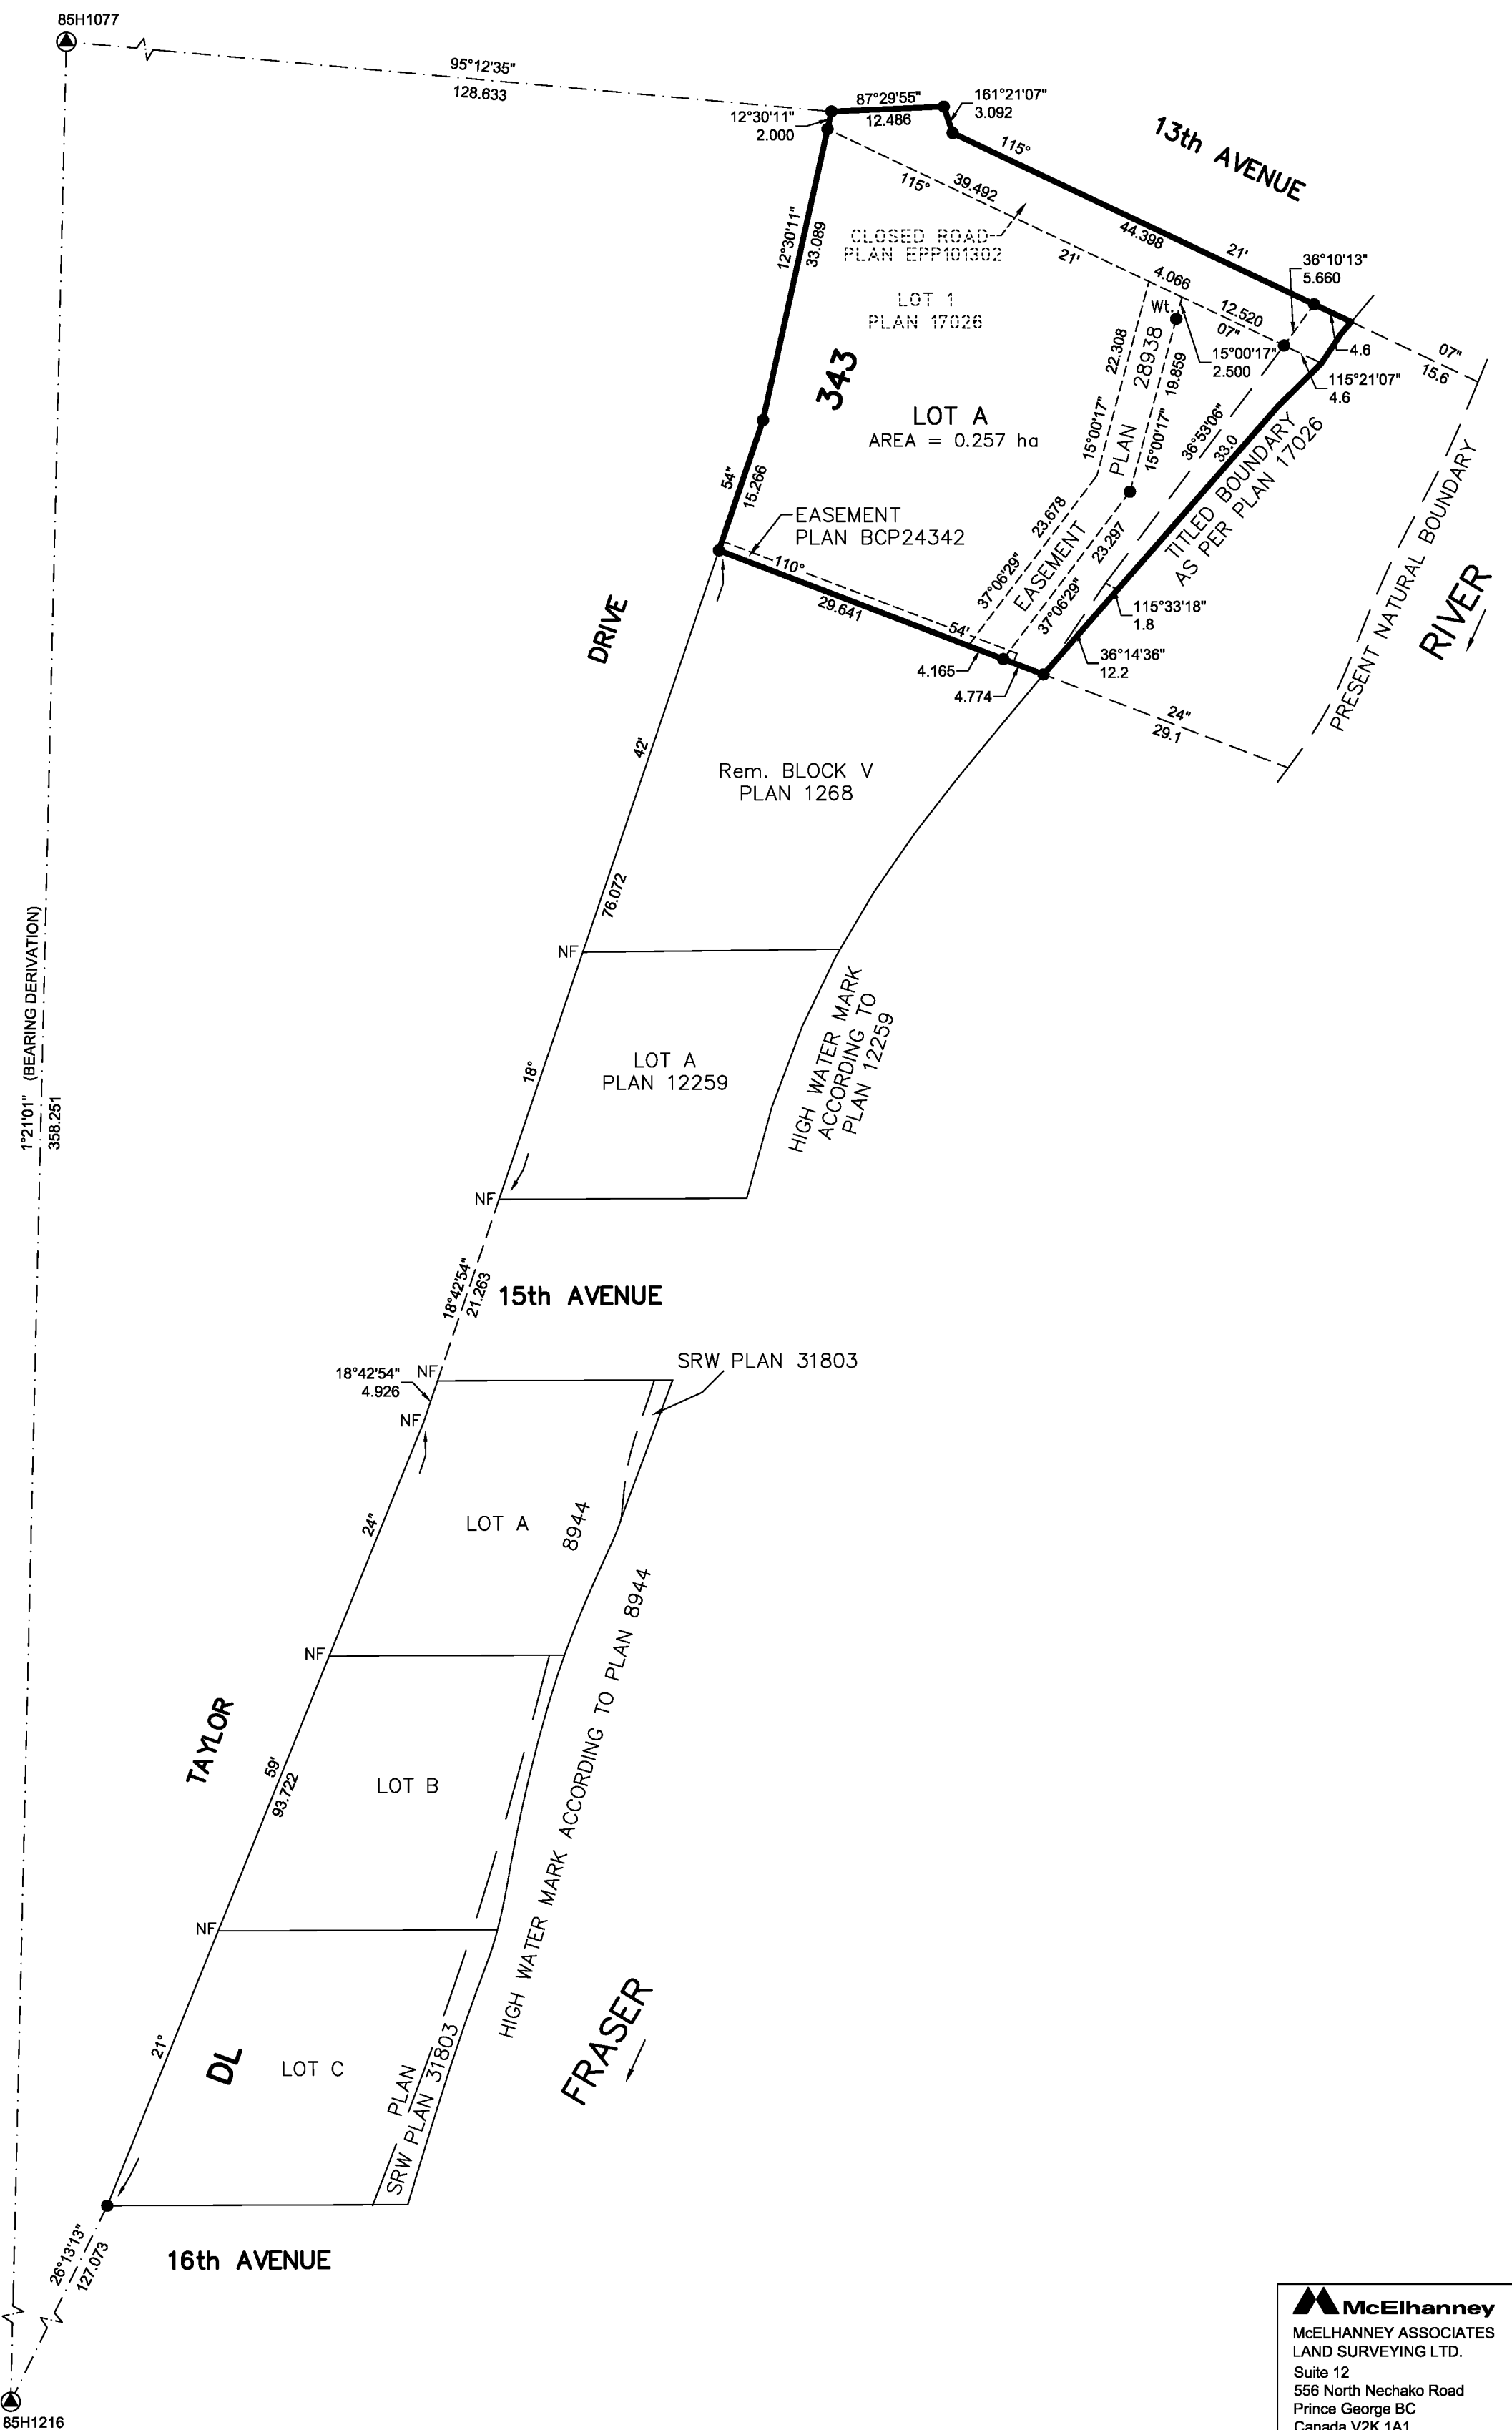 85H1077
95°12'35"
128.633
87°29'55"
12.486
161°21'07"
3.092
12°30'11"
2.000
13th AVENUE
115°
44.398
21'
07"
15.6
115°
39.492
21'
4.066
12.520
07"
36°10'13"
5.660
4.6
115°21'07"
4.6
CLOSED ROAD
PLAN EPP101302
LOT 1
PLAN 17026
12°30'11"
33.089
343
LOT A
AREA = 0.257 ha
Wt.
15°00'17"
2.500
22.308
15°00'17"
PLAN 28938
19.859
15°00'17"
36°53'06"
33.0
TITLED BOUNDARY
AS PER PLAN 17026
54"
15.266
EASEMENT
PLAN BCP24342
23.678
37°06'29"
EASEMENT
23.297
37°06'29"
110°
29.641
54'
4.165
4.774
115°33'18"
1.8
36°14'36"
12.2
24"
29.1
PRESENT NATURAL BOUNDARY
RIVER
DRIVE
42'
76.072
18°
Rem. BLOCK V
PLAN 1268
NF
LOT A
PLAN 12259
HIGH WATER MARK
ACCORDING TO
PLAN 12259
NF
1°21'01" (BEARING DERIVATION)
358.251
18°42'54"
21.263
15th AVENUE
SRW PLAN 31803
18°42'54"
4.926
NF
NF
24"
LOT A
8944
HIGH WATER MARK ACCORDING TO PLAN 8944
NF
TAYLOR
59'
93.722
LOT B
NF
21°
DL
LOT C
PLAN
SRW PLAN 31803
FRASER
16th AVENUE
26°13'13"
127.073
85H1216
McElhanney
McELHANNEY ASSOCIATES
LAND SURVEYING LTD.
Suite 12
556 North Nechako Road
Prince George BC
Canada V2K 1A1